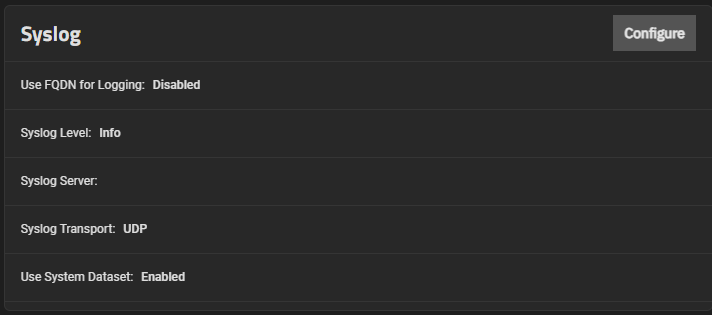 Syslog
Configure
Use FQDN for Logging: Disabled
Syslog Level: Info
Syslog Server:
Syslog Transport: UDP
Use System Dataset: Enabled